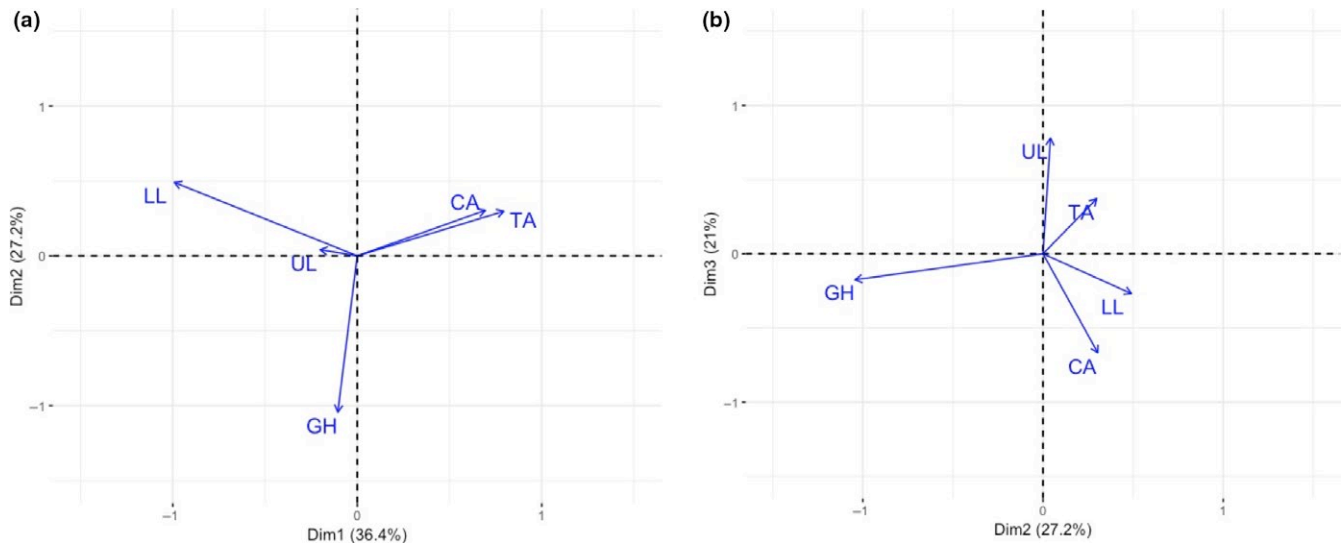 (a)
1
0
−1
Dim2 (27.2%)
LL
UL
CA
TA
GH
−1
0
1
Dim1 (36.4%)
(b)
1
0
−1
Dim3 (21%)
UL
TA
GH
LL
CA
−1
0
1
Dim2 (27.2%)